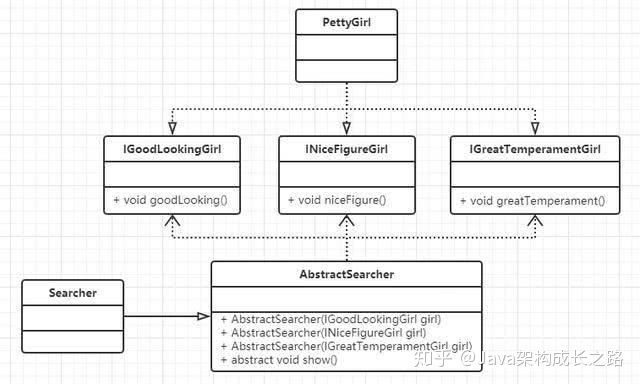 PettyGirl
IGoodLookingGirl
INiceFigureGirl
IGreatTemperamentGirl
+ void goodLooking()
+ void niceFigure()
+ void greatTemperament()
AbstractSearcher
Searcher
+ AbstractSearcher(IGoodLookingGirl girl)
+ AbstractSearcher(INiceFigureGirl girl)
+ AbstractSearcher(IGreatTemperamentGirl girl)
+ abstract void show()
知乎 @Java架构成长之路